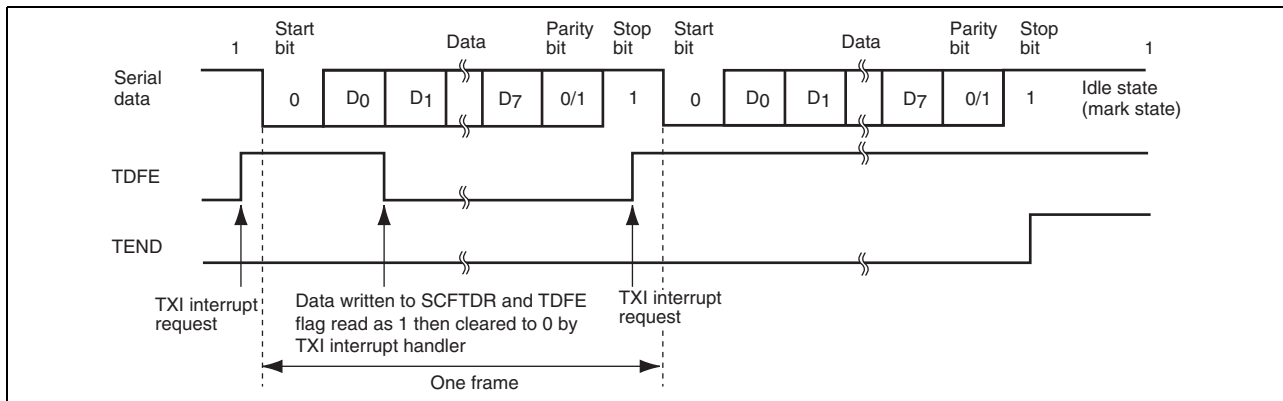 1 Start bit Data Parity bit Stop bit Start bit Data Parity bit Stop bit 1
Serial data 0 D0 D1 D7 0/1 1 0 D0 D1 D7 0/1 1 Idle state (mark state)
TDFE
TEND
TXI interrupt request
Data written to SCFTDR and TDFE
flag read as 1 then cleared to 0 by
TXI interrupt handler
TXI interrupt request
One frame